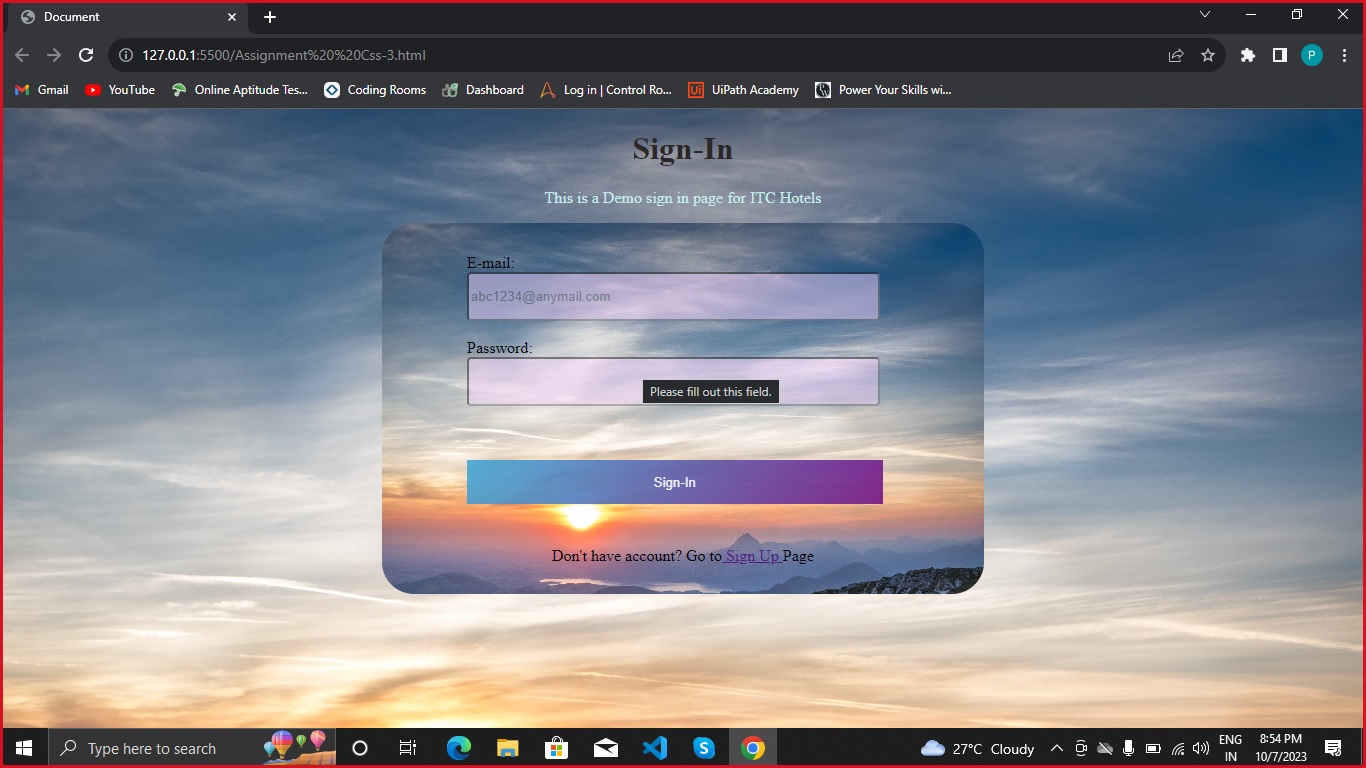 Document
127.0.0.1:5500/Assignment%20%20Css-3.html
P
Gmail
YouTube
Online Aptitude Tes...
Coding Rooms
Dashboard
Log in | Control Ro...
Ui
UiPath Academy
Power Your Skills wi...
Sign-In
This is a Demo sign in page for ITC Hotels
E-mail:
abc1234@anymail.com
Password:
Please fill out this field.
Sign-In
Don't have account? Go to Sign Up Page
Type here to search
27°C Cloudy
ENG
IN
8:54 PM
10/7/2023